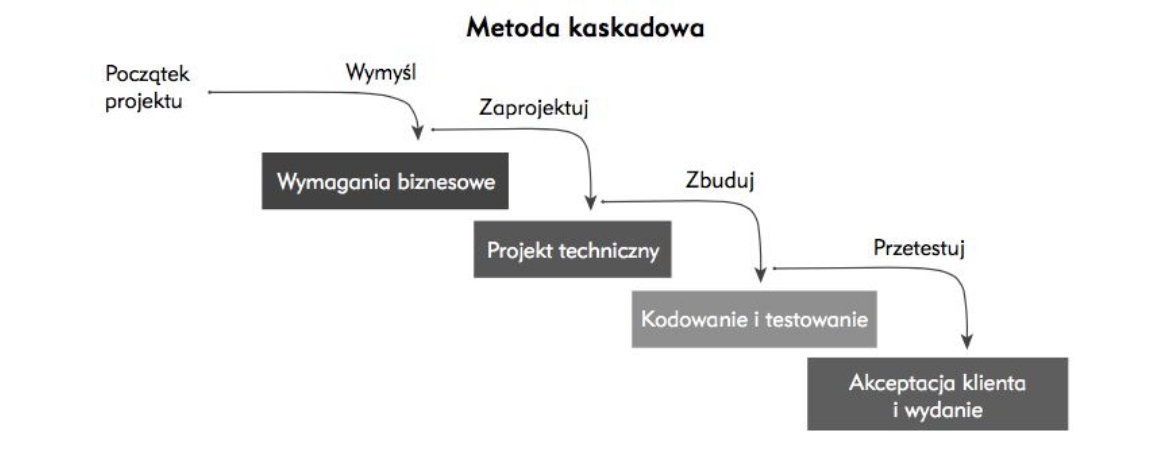 Metoda kaskadowa
Początek
projektu
Wymyśl
Zaprojektuj
Wymagania biznesowe
Zbuduj
Projekt techniczny
Przetestuj
Kodowanie i testowanie
Akceptacja klienta
i wydanie